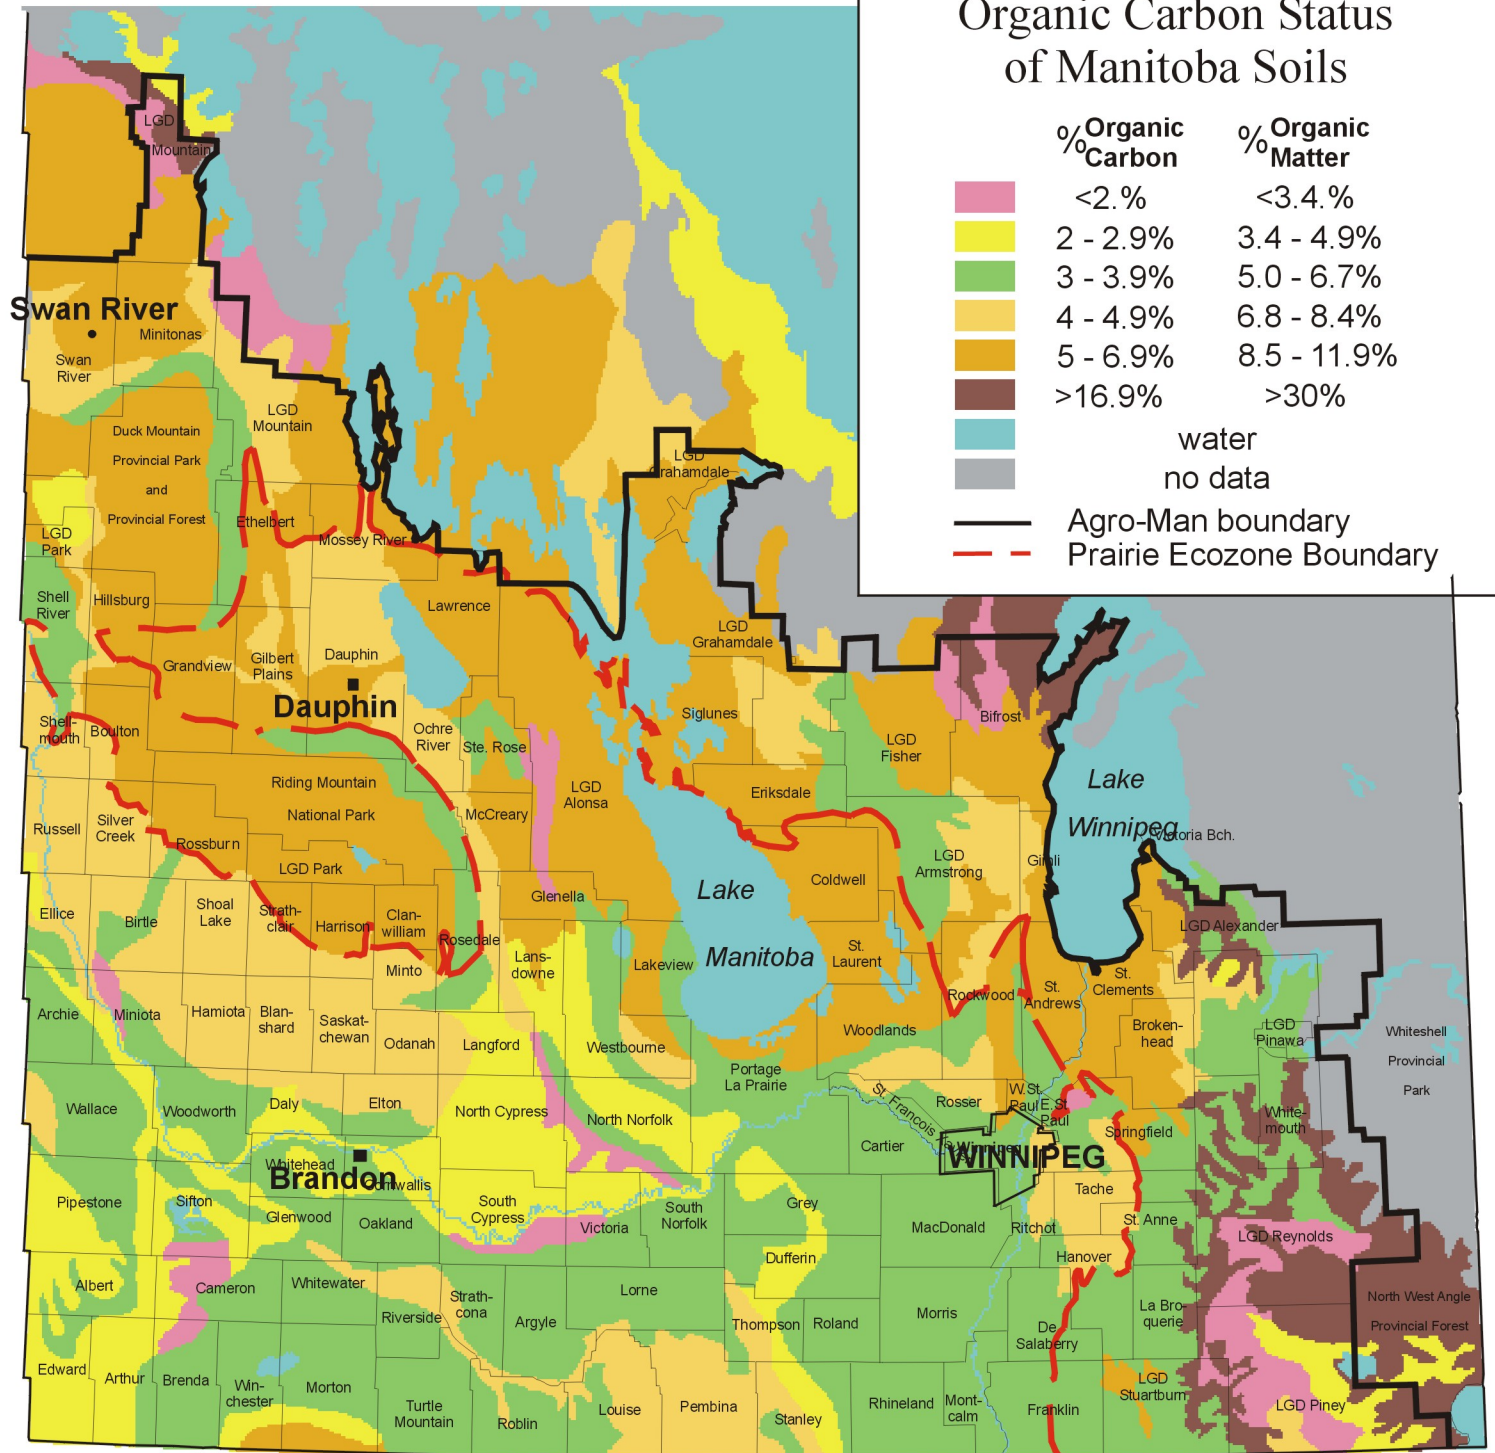 Organic Carbon Status
of Manitoba Soils
% Organic Carbon % Organic Matter
<2.% <3.4.%
2 - 2.9% 3.4 - 4.9%
3 - 3.9% 5.0 - 6.7%
4 - 4.9% 6.8 - 8.4%
5 - 6.9% 8.5 - 11.9%
>16.9% >30%
water
no data
Agro-Man boundary
Prairie Ecozone Boundary
LGD
Mountain
Swan River
Minitonas
Swan
River
LGD
Mountain
Duck Mountain
Provincial Park
and
Provincial Forest
LGD
Grahamdale
Ethelbert
Mossey River
LGD
Park
Shell
River
Hillsburg
Lawrence
LGD
Grahamdale
Grandview
Gilbert
Plains
Dauphin
Dauphin
Siglunes
Bifrost
Shell-
mouth
Boulton
Ochre
River
Ste. Rose
LGD
Fisher
Riding Mountain
National Park
LGD
Alonsa
Eriksdale
Lake
Winnipeg
Victoria Bch.
Russell
Silver
Creek
McCreary
Rossburn
LGD Park
LGD
Armstrong
Gimli
Coldwell
Lake
Manitoba
Glenella
Ellice
Birtle
Shoal
Lake
Strath-
clair
Harrison
Clan-
william
Rosedale
LGD Alexander
Minto
Lans-
downe
Lakeview
St.
Laurent
Rockwood
St.
Andrews
St.
Clements
Archie
Miniota
Hamiota
Blan-
shard
Saskat-
chewan
Odanah
Langford
Westbourne
Woodlands
Broken-
head
LGD
Pinawa
Whiteshell
Provincial
Park
Portage
La Prairie
Wallace
Woodworth
Daly
Elton
North Cypress
North Norfolk
St. Francois
Rosser
W.St.
Paul
E.St.
Paul
White-
mouth
Springfield
Cartier
Winnipeg
WINNIPEG
Whitehead
Brandon
Cornwallis
Pipestone
Sifton
Glenwood
Oakland
South
Cypress
Victoria
South
Norfolk
Grey
Tache
MacDonald
Ritchot
St. Anne
LGD Reynolds
Dufferin
Hanover
Albert
Cameron
Whitewater
Riverside
Strath-
cona
Argyle
Lorne
Thompson
Roland
Morris
De
Salaberry
La Bro-
querie
North West Angle
Provincial Forest
Edward
Arthur
Brenda
Win-
chester
Morton
Turtle
Mountain
Roblin
Louise
Pembina
Stanley
Rhineland
Mont-
calm
Franklin
LGD
Stuartburn
LGD Piney